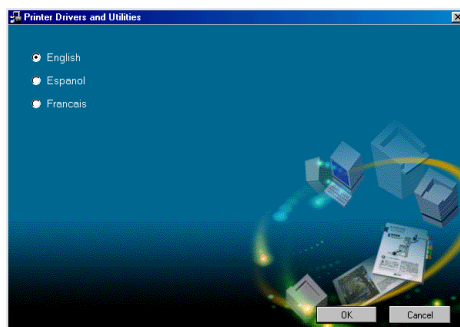 Printer Drivers and Utilities
English
Espanol
Francais
OK
Cancel